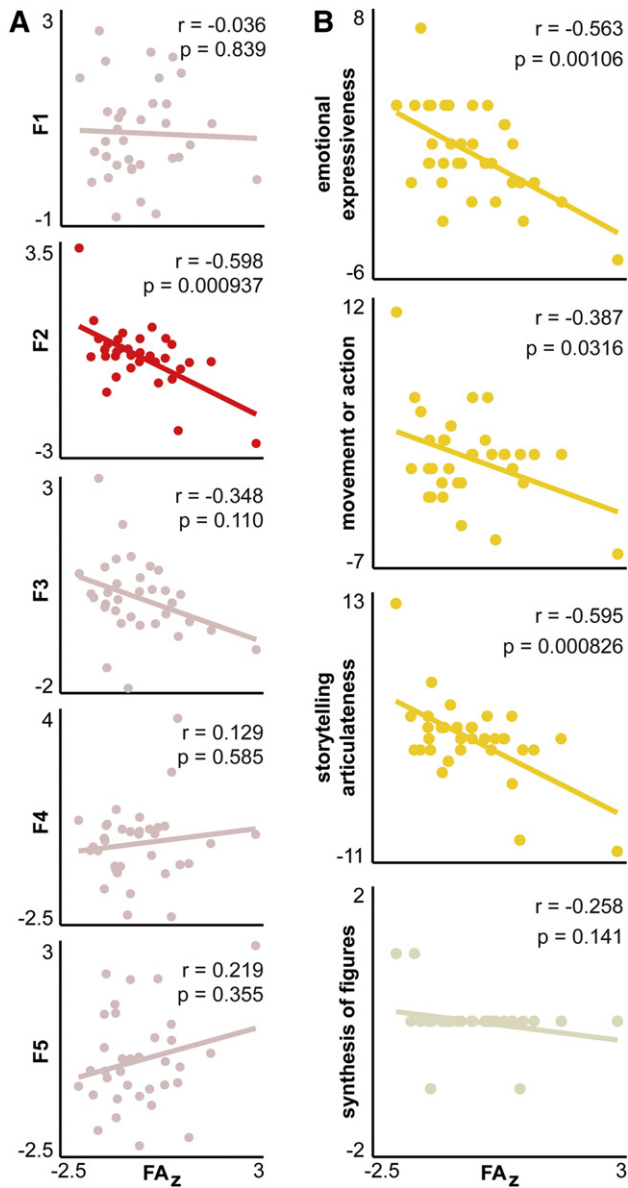 A
3
r = -0.036
p = 0.839
F1
-1
3.5
r = -0.598
p = 0.000937
F2
-3
3
r = -0.348
p = 0.110
F3
-2
4
r = 0.129
p = 0.585
F4
-2.5
3
r = 0.219
p = 0.355
F5
-2.5
-2.5
FAz
3
B
8
r = -0.563
p = 0.00106
emotional
expressiveness
-6
12
r = -0.387
p = 0.0316
movement or action
-7
13
r = -0.595
p = 0.000826
storytelling
articulateness
-11
2
r = -0.258
p = 0.141
synthesis of figures
-2
-2.5
FAz
3